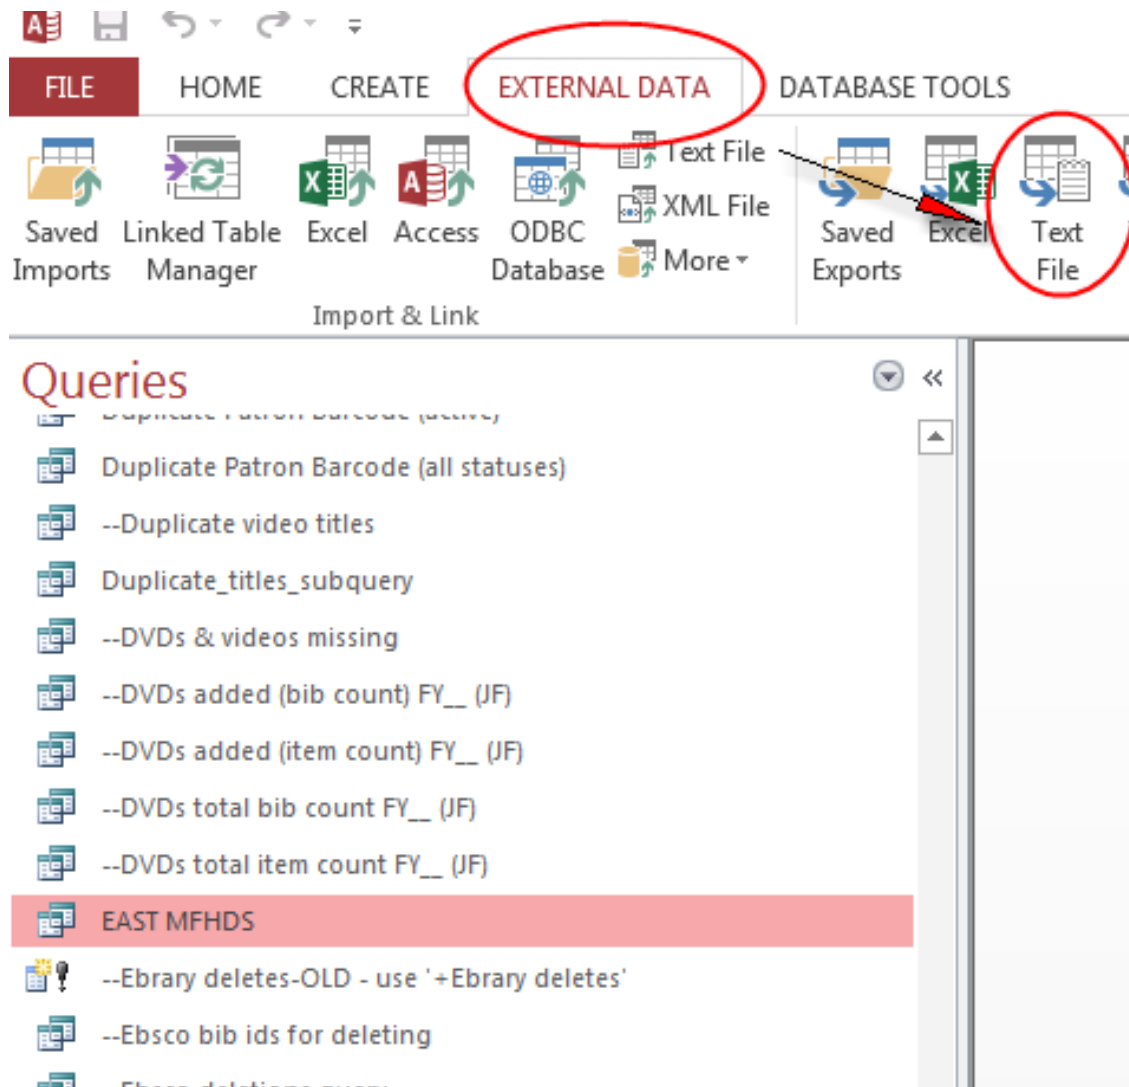 FILE HOME CREATE EXTERNAL DATA DATABASE TOOLS
Saved Imports
Linked Table Manager
Excel
Access
ODBC Database
Text File
XML File
More
Saved Exports
Excel
Text File
Import & Link
Queries
Duplicate Patron Barcode (active)
Duplicate Patron Barcode (all statuses)
--Duplicate video titles
Duplicate_titles_subquery
--DVDs & videos missing
--DVDs added (bib count) FY__ (JF)
--DVDs added (item count) FY__ (JF)
--DVDs total bib count FY__ (JF)
--DVDs total item count FY__ (JF)
EAST MFHDS
--Ebrary deletes-OLD - use '+Ebrary deletes'
--Ebsco bib ids for deleting